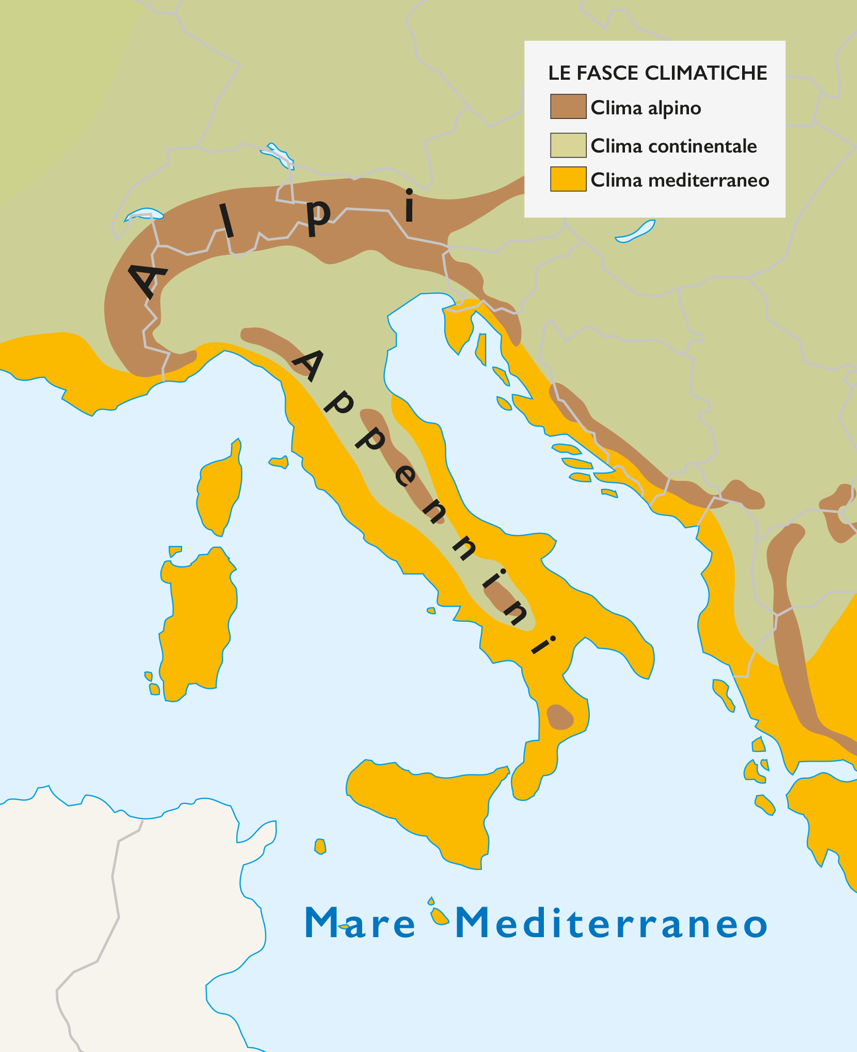 LE FASCE CLIMATICHE
Clima alpino
Clima continentale
Clima mediterraneo
Alpi
Appennini
Mare Mediterraneo